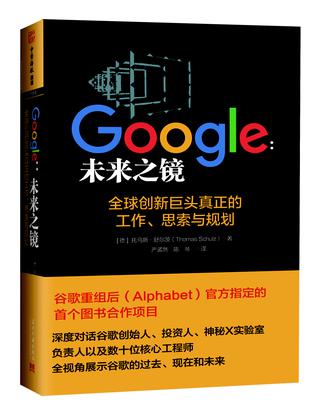 Google:
未来之镜
全球创新巨头真正的
工作、思索与规划
[德] 托马斯·舒尔茨 (Thomas Schulz) 著
严孟然 陈琴 译
谷歌重组后 (Alphabet) 官方指定的
首个图书合作项目
深度对话谷歌创始人、投资人、神秘X实验室
负责人以及数十位核心工程师
全视角展示谷歌的过去、现在和未来
Google:
未来之镜